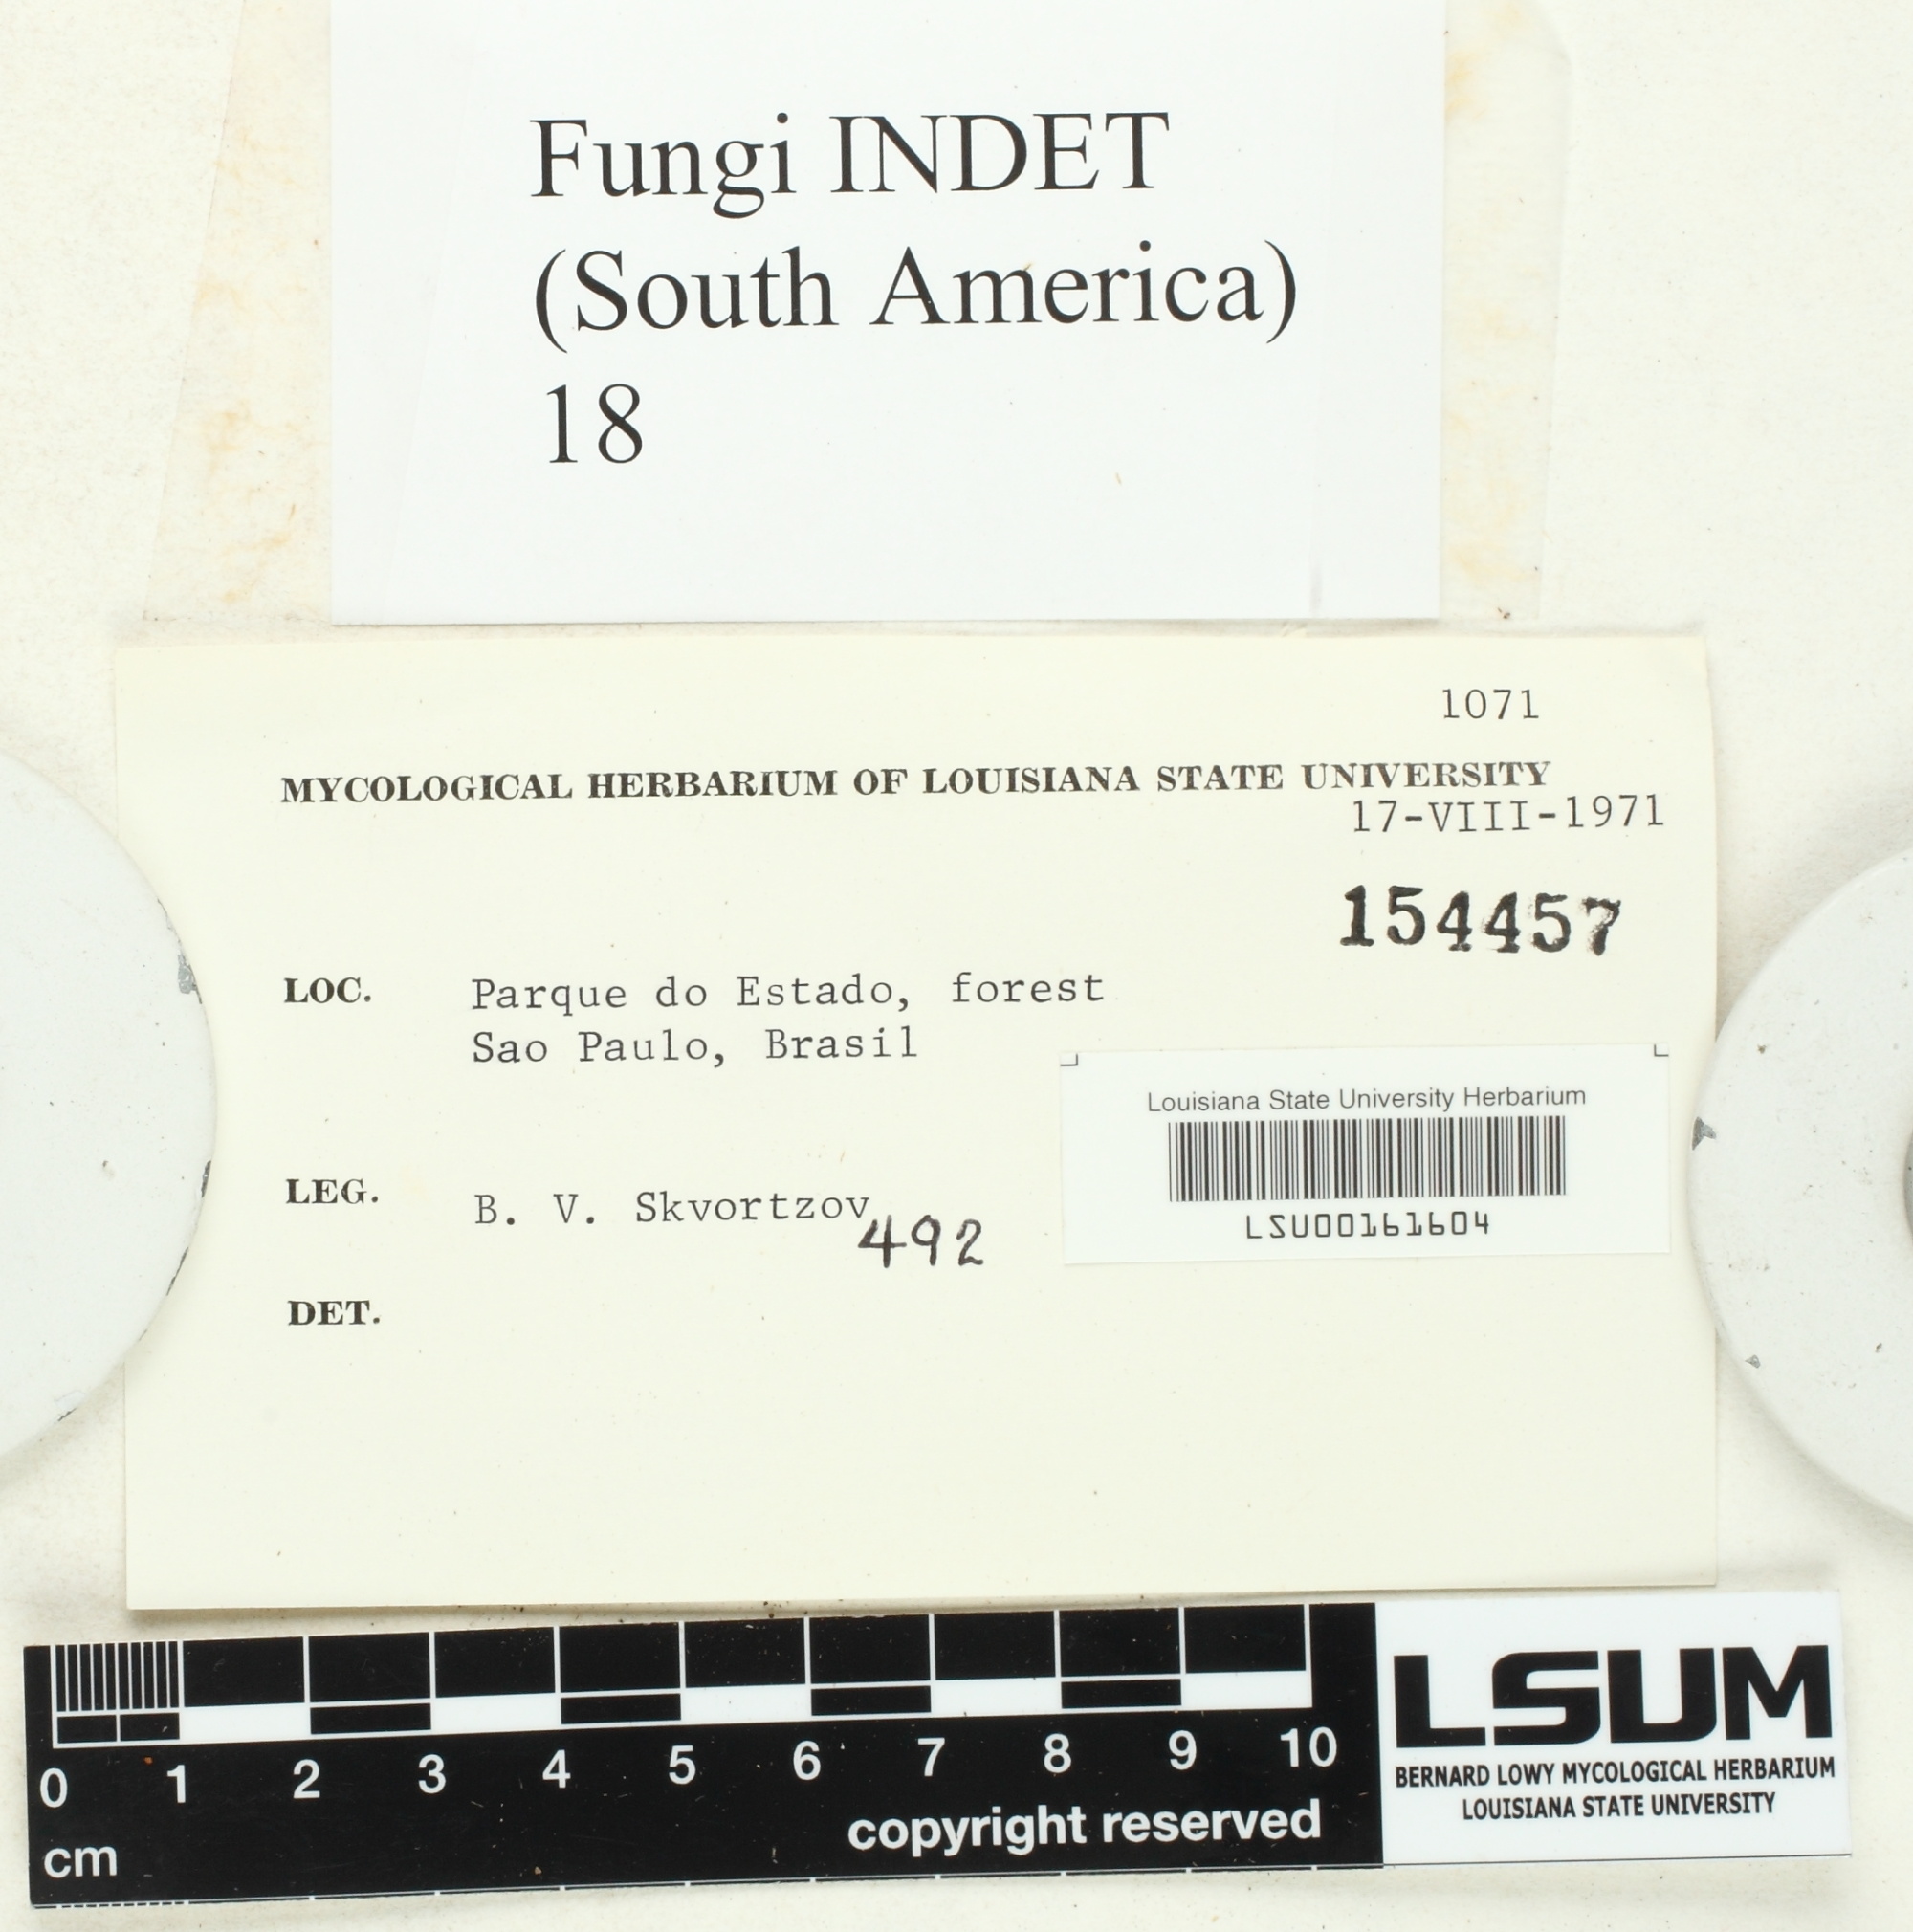 Fungi INDET
(South America)
18
1071
MYCOLOGICAL HERBARIUM OF LOUISIANA STATE UNIVERSITY
17-VIII-1971
154457
LOC. Parque do Estado, forest
Sao Paulo, Brasil
Louisiana State University Herbarium
LSU00161604
LEG. B. V. Skvortzov 492
DET.
0 1 2 3 4 5 6 7 8 9 10
cm
copyright reserved
LSUM
BERNARD LOWY MYCOLOGICAL HERBARIUM
LOUISIANA STATE UNIVERSITY